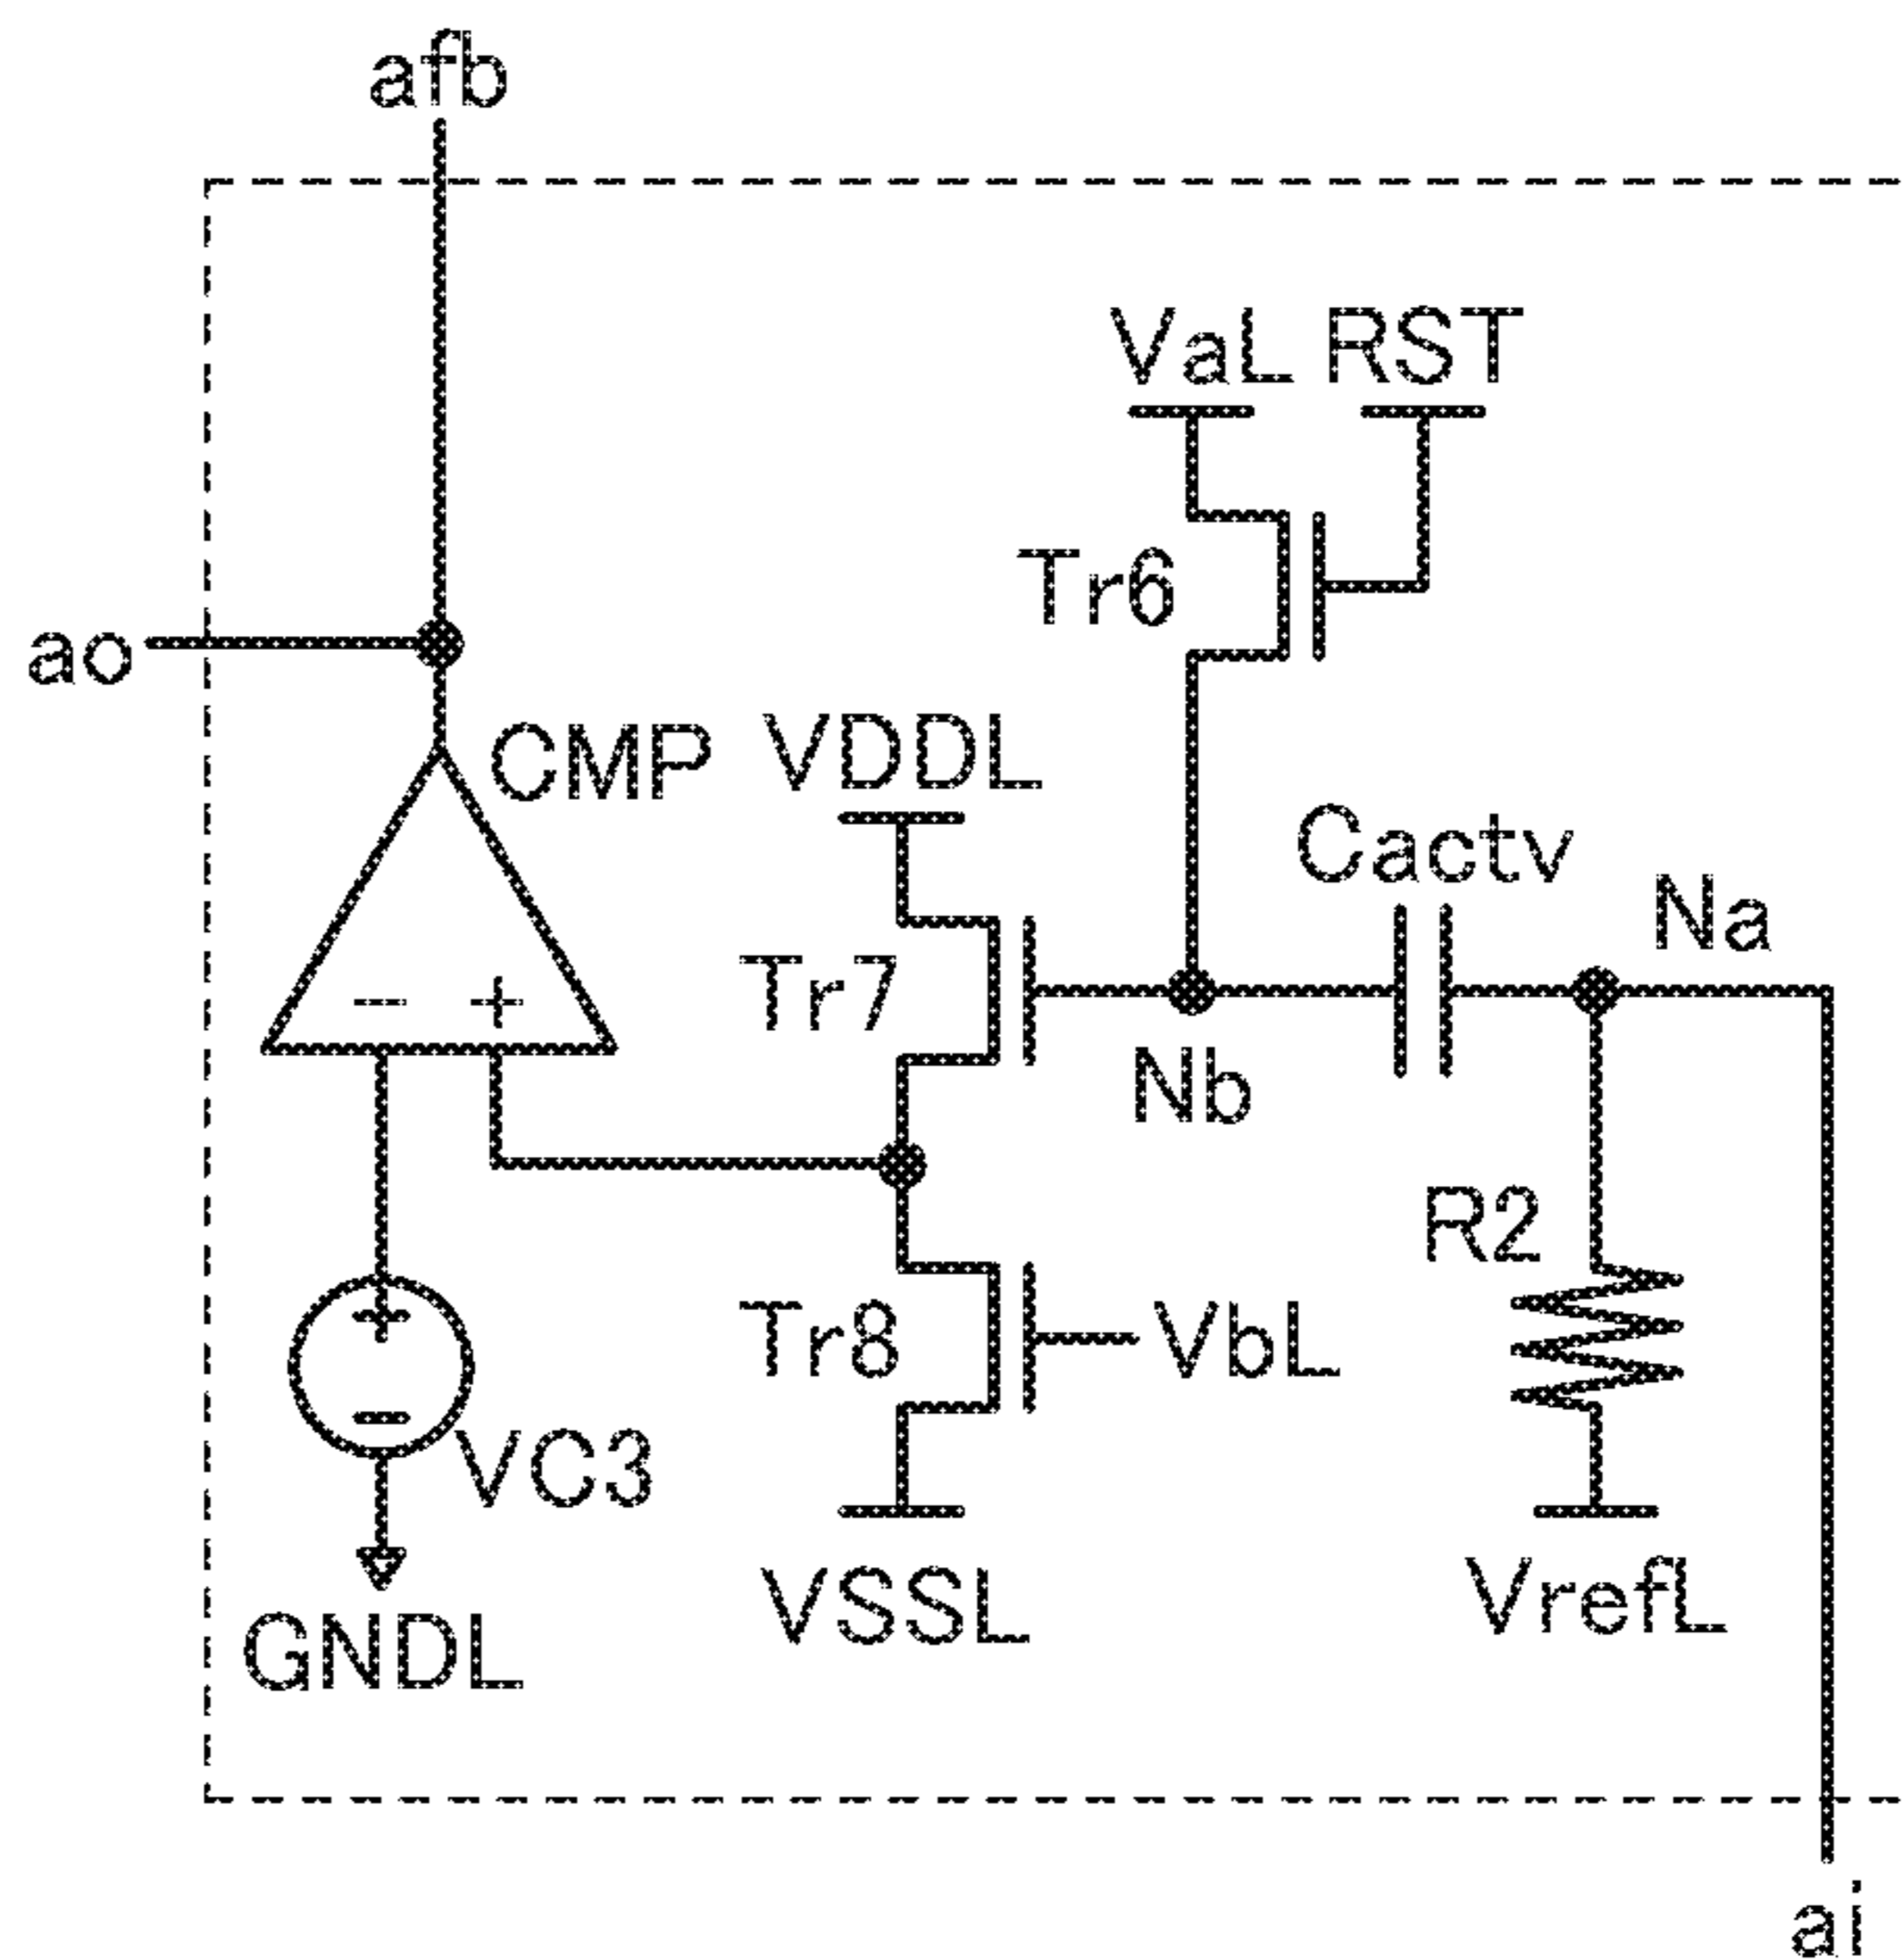 afb
VaL RST
Tr6
ao
CMP VDDL
Cactv
Na
- +
Tr7
Nb
R2
+
Tr8
VbL
-
VC3
VSSL
VrefL
GNDL
ai